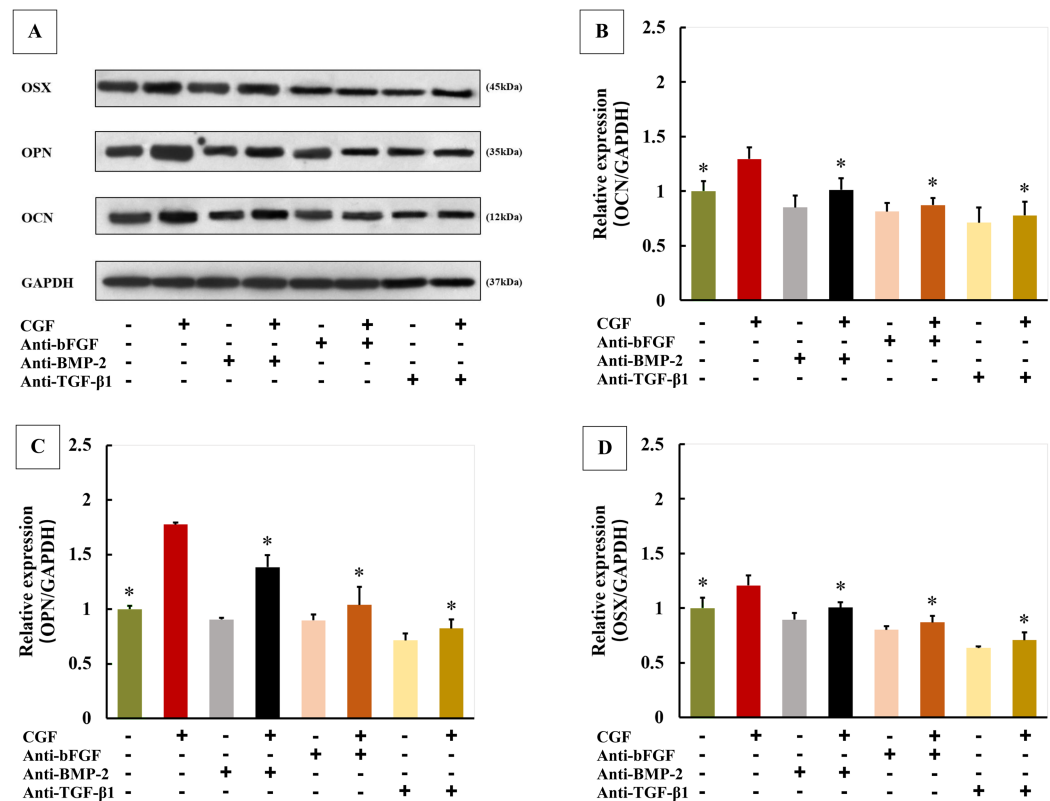 A
OSX
(45kDa)
OPN
(35kDa)
OCN
(12kDa)
GAPDH
(37kDa)
CGF - + - + - + - +
Anti-bFGF - - - - + + - -
Anti-BMP-2 - - + + - - - -
Anti-TGF-β1 - - - - - - + +
B
Relative expression
(OCN/GAPDH)
2.5
2
1.5
1
0.5
0
* * * *
CGF - + - + - + - +
Anti-bFGF - - - - + + - -
Anti-BMP-2 - - + + - - - -
Anti-TGF-β1 - - - - - - + +
C
Relative expression
(OPN/GAPDH)
2.5
2
1.5
1
0.5
0
* * * *
CGF - + - + - + - +
Anti-bFGF - - - - + + - -
Anti-BMP-2 - - + + - - - -
Anti-TGF-β1 - - - - - - + +
D
Relative expression
(OSX/GAPDH)
2.5
2
1.5
1
0.5
0
* * * *
CGF - + - + - + - +
Anti-bFGF - - - - + + - -
Anti-BMP-2 - - + + - - - -
Anti-TGF-β1 - - - - - - + +